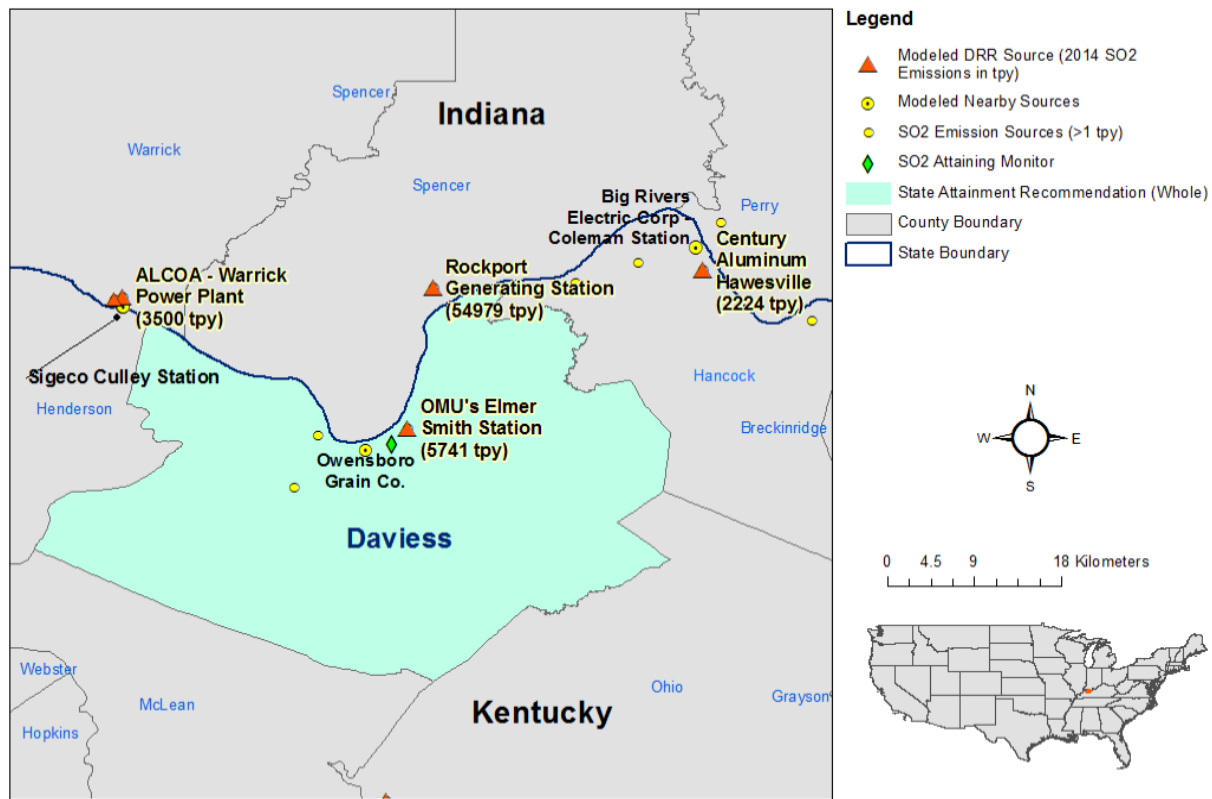 Spencer
Indiana
Warrick
Spencer
Big Rivers
Electric Corp -
Coleman Station
Perry
Century
Aluminum
Hawesville
(2224 tpy)
ALCOA - Warrick
Power Plant
(3500 tpy)
Rockport
Generating Station
(54979 tpy)
Sigeco Culley Station
Henderson
Hancock
OMU's Elmer
Smith Station
(5741 tpy)
Breckinridge
Owensboro
Grain Co.
Daviess
Webster
McLean
Ohio
Grayson
Kentucky
Hopkins
Legend
Modeled DRR Source (2014 SO2
Emissions in tpy)
Modeled Nearby Sources
SO2 Emission Sources (>1 tpy)
SO2 Attaining Monitor
State Attainment Recommendation (Whole)
County Boundary
State Boundary
N
W
E
S
0 4.5 9 18 Kilometers